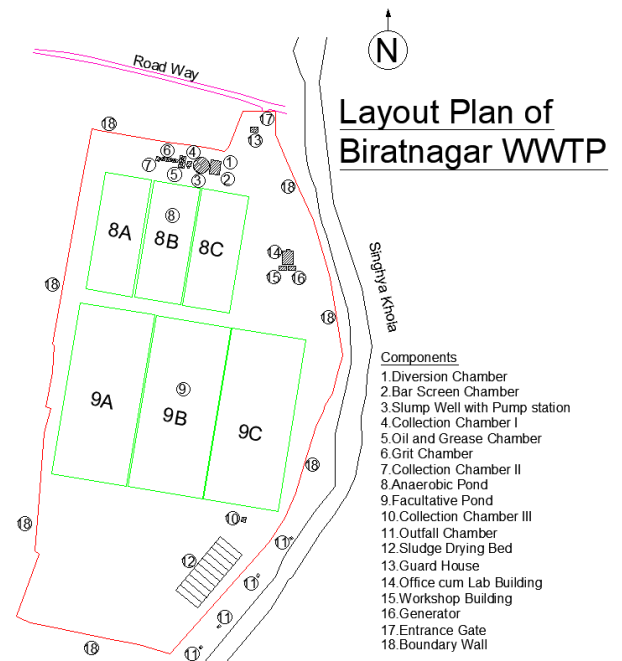 N
Road Way
Layout Plan of
Biratnagar WWTP
18
17
13
6
4
7
5
3
1
2
18
8A
8
8B
8C
14
15
16
18
18
Singhya Khola
9A
9
9B
9C
18
10
18
11
12
11
11
11
18
Components
1.Diversion Chamber
2.Bar Screen Chamber
3.Slump Well with Pump station
4.Collection Chamber I
5.Oil and Grease Chamber
6.Grit Chamber
7.Collection Chamber II
8.Anaerobic Pond
9.Facultative Pond
10.Collection Chamber III
11.Outfall Chamber
12.Sludge Drying Bed
13.Guard House
14.Office cum Lab Building
15.Workshop Building
16.Generator
17.Entrance Gate
18.Boundary Wall